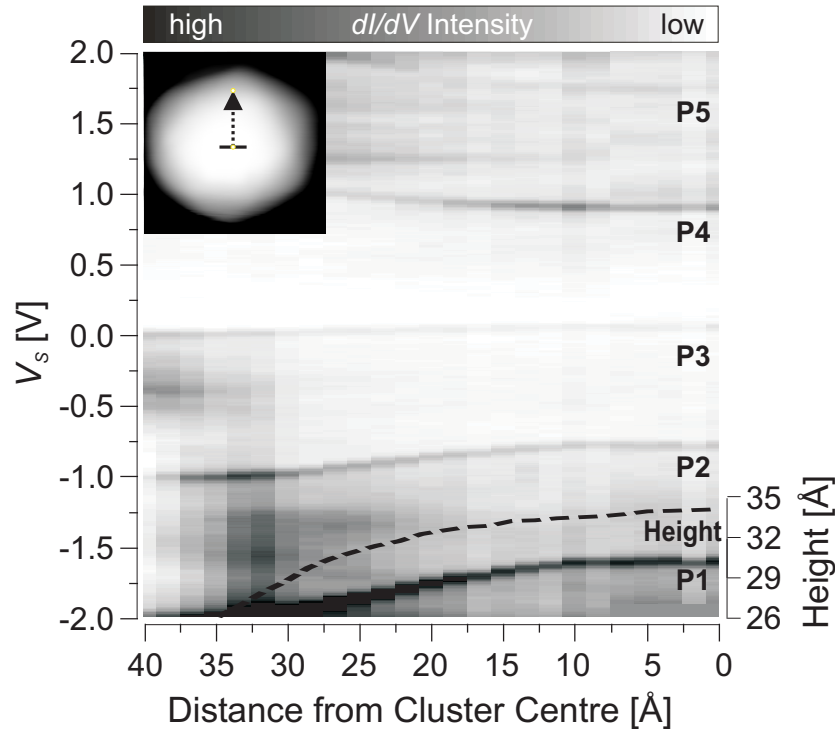 high dI/dV Intensity low
2.0
1.5
1.0
0.5
0.0
-0.5
-1.0
-1.5
-2.0
V_S [V]
P5
P4
P3
P2
Height
P1
35
32
29
26
Height [Å]
40 35 30 25 20 15 10 5 0
Distance from Cluster Centre [Å]